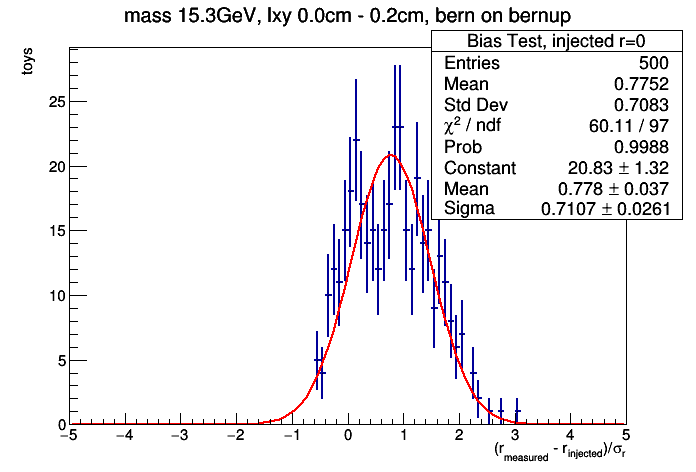 mass 15.3GeV, lxy 0.0cm - 0.2cm, bern on bernup
Bias Test, injected r=0
Entries 500
Mean 0.7752
Std Dev 0.7083
χ² / ndf 60.11 / 97
Prob 0.9988
Constant 20.83 ± 1.32
Mean 0.778 ± 0.037
Sigma 0.7107 ± 0.0261
toys
25
20
15
10
5
0
−5 −4 −3 −2 −1 0 1 2 3 4 5
(r_measured - r_injected)/σ_r